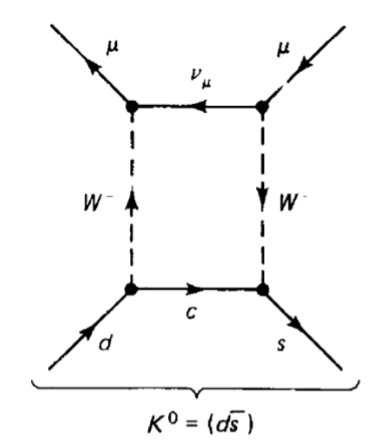 μ μ
ν_μ
W⁻ W⁻
c
d s
K⁰ = (ds̄)